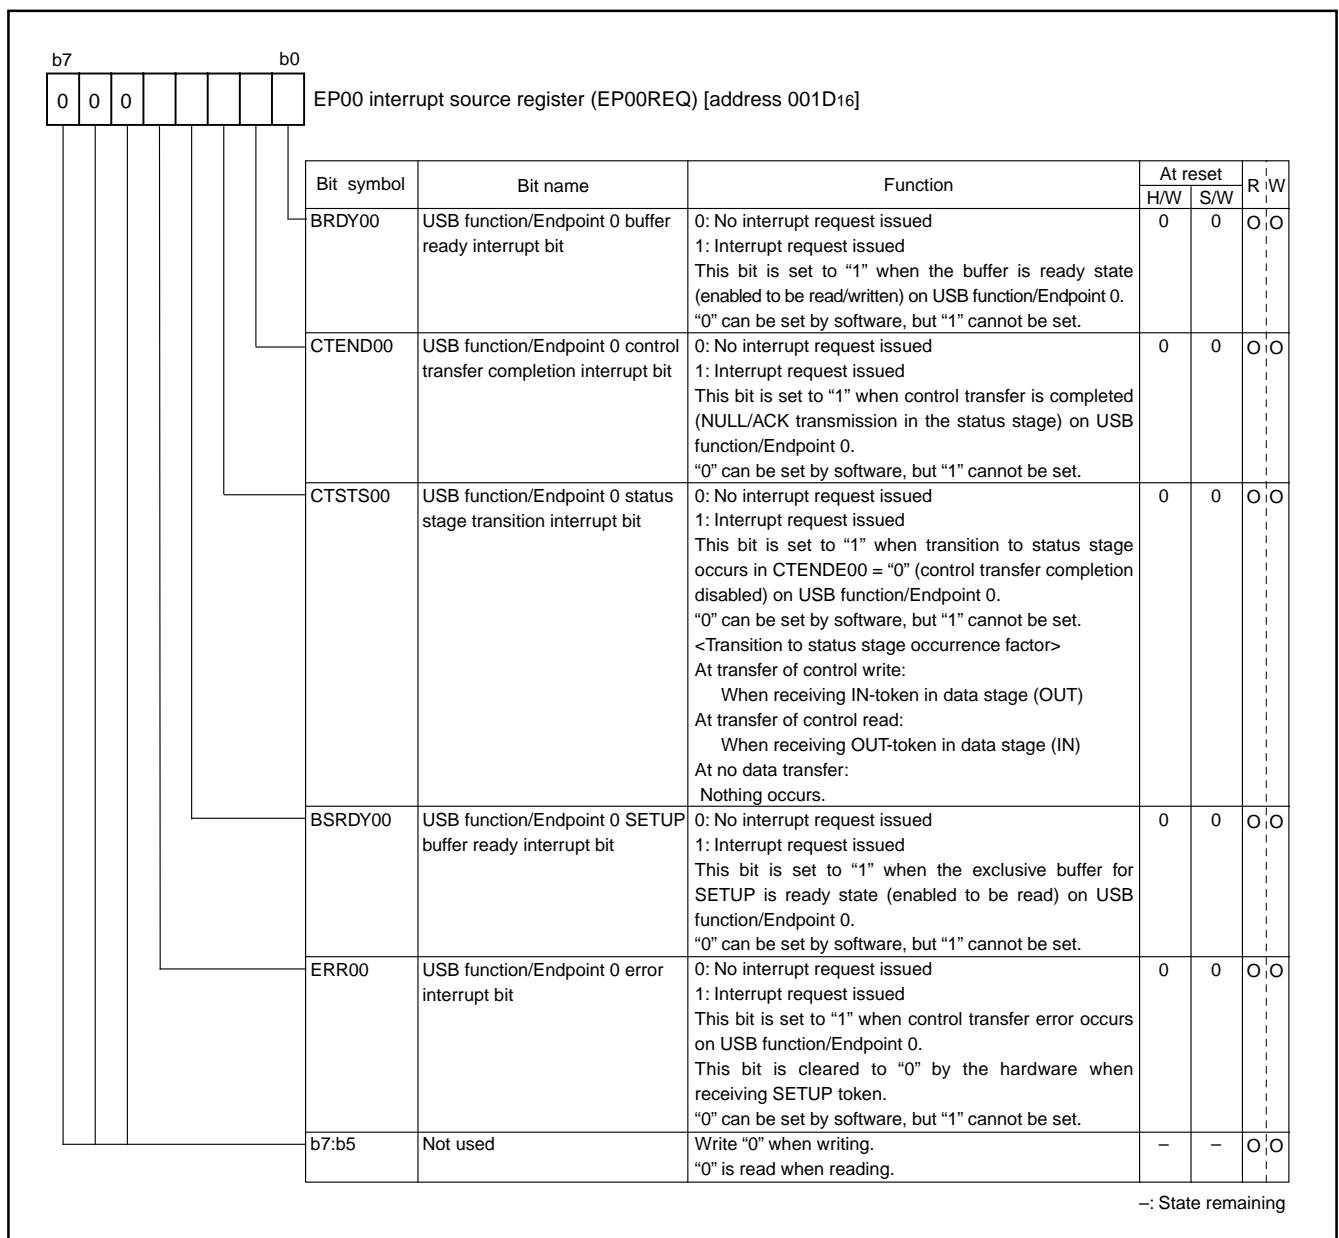 b7 b0
0 0 0 EP00 interrupt source register (EP00REQ) [address 001D16]
Bit symbol Bit name Function At reset R W
H/W S/W
BRDY00 USB function/Endpoint 0 buffer 0: No interrupt request issued 0 0 O O
ready interrupt bit 1: Interrupt request issued
This bit is set to “1” when the buffer is ready state
(enabled to be read/written) on USB function/Endpoint 0.
“0” can be set by software, but “1” cannot be set.
CTEND00 USB function/Endpoint 0 control 0: No interrupt request issued 0 0 O O
transfer completion interrupt bit 1: Interrupt request issued
This bit is set to “1” when control transfer is completed
(NULL/ACK transmission in the status stage) on USB
function/Endpoint 0.
“0” can be set by software, but “1” cannot be set.
CTSTS00 USB function/Endpoint 0 status 0: No interrupt request issued 0 0 O O
stage transition interrupt bit 1: Interrupt request issued
This bit is set to “1” when transition to status stage
occurs in CTENDE00 = “0” (control transfer completion
disabled) on USB function/Endpoint 0.
“0” can be set by software, but “1” cannot be set.
<Transition to status stage occurrence factor>
At transfer of control write:
When receiving IN-token in data stage (OUT)
At transfer of control read:
When receiving OUT-token in data stage (IN)
At no data transfer:
Nothing occurs.
BSRDY00 USB function/Endpoint 0 SETUP 0: No interrupt request issued 0 0 O O
buffer ready interrupt bit 1: Interrupt request issued
This bit is set to “1” when the exclusive buffer for
SETUP is ready state (enabled to be read) on USB
function/Endpoint 0.
“0” can be set by software, but “1” cannot be set.
ERR00 USB function/Endpoint 0 error 0: No interrupt request issued 0 0 O O
interrupt bit 1: Interrupt request issued
This bit is set to “1” when control transfer error occurs
on USB function/Endpoint 0.
This bit is cleared to “0” by the hardware when
receiving SETUP token.
“0” can be set by software, but “1” cannot be set.
b7:b5 Not used Write “0” when writing. – – O O
“0” is read when reading.
–: State remaining